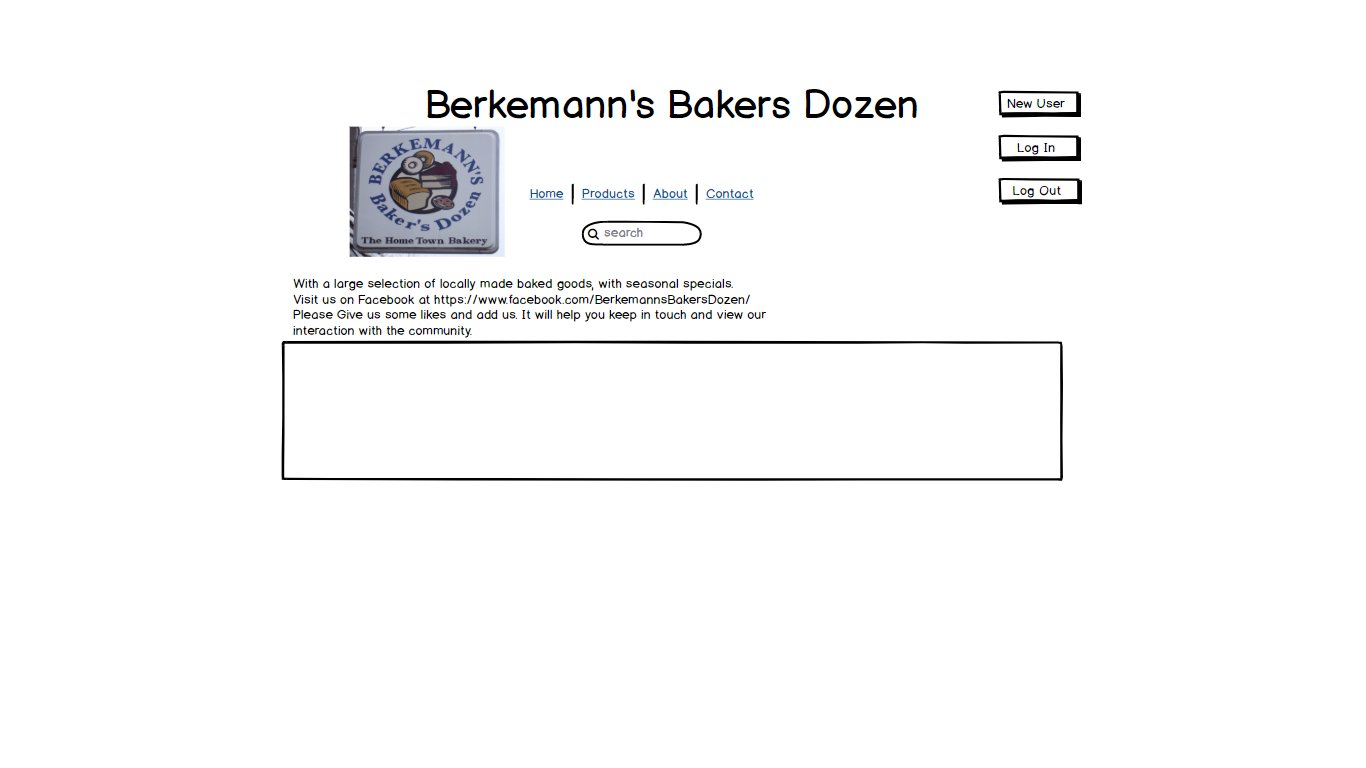 Berkemann's Bakers Dozen
New User
Log In
Log Out
BERKEMANN'S
Baker's Dozen
The Home Town Bakery
Home | Products | About | Contact
search
With a large selection of locally made baked goods, with seasonal specials.
Visit us on Facebook at https://www.facebook.com/BerkemannsBakersDozen/
Please Give us some likes and add us. It will help you keep in touch and view our
interaction with the community.